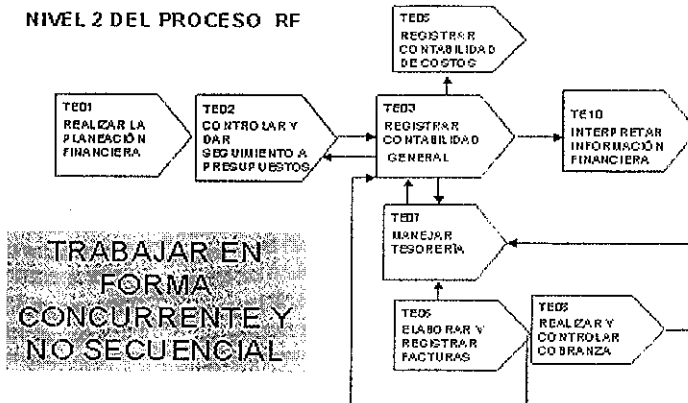 NIVEL 2 DEL PROCESO RF
TE05
REGISTRAR
CONTABILIDAD
DE COSTOS
TE01
REALIZAR LA
PLANEACIÓN
FINANCIERA
TE02
CONTROLAR Y
DAR
SEGUIMIENTO A
PRESUPUESTOS
TE03
REGISTRAR
CONTABILIDAD
GENERAL
TE10
INTERPRETAR
INFORMACIÓN
FINANCIERA
TE07
MANEJAR
TESORERÍA
TRABAJAR EN
FORMA
CONCURRENTE Y
NO SECUENCIAL
ELABORAR Y
REGISTRAR
FACTURAS
REALIZAR Y
CONTROLAR
COBRANZA